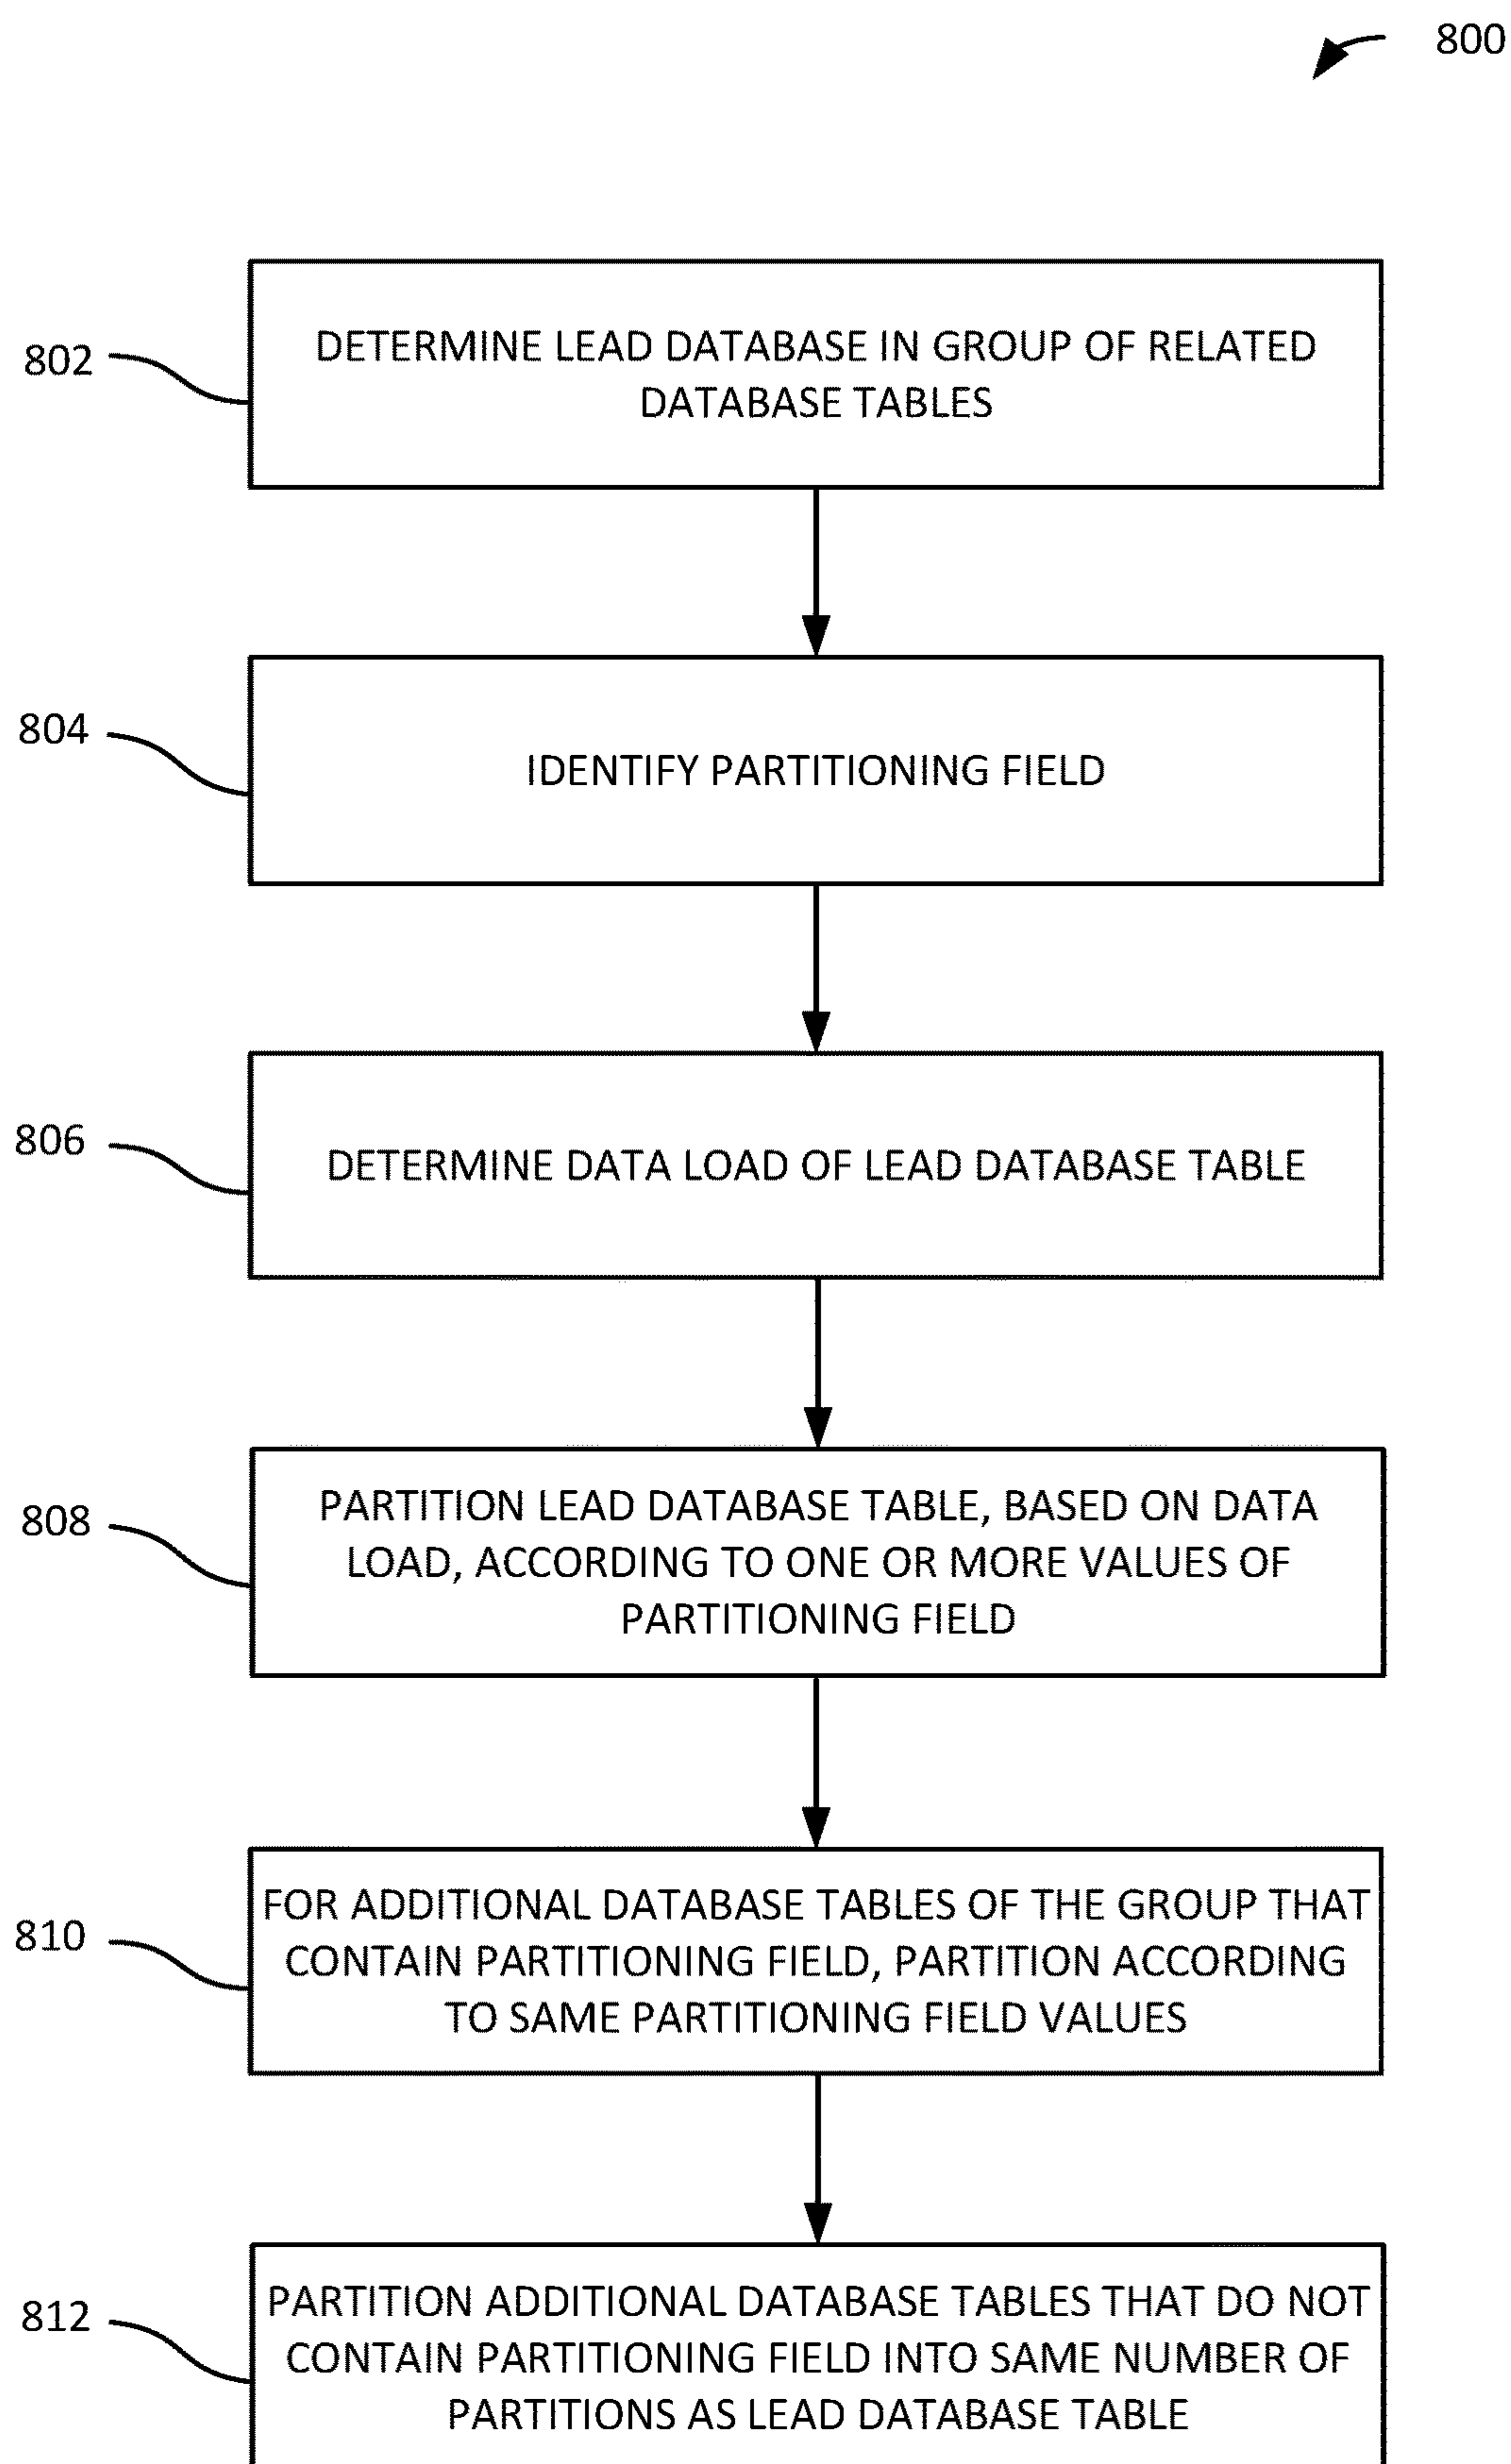 800
802
DETERMINE LEAD DATABASE IN GROUP OF RELATED
DATABASE TABLES
804
IDENTIFY PARTITIONING FIELD
806
DETERMINE DATA LOAD OF LEAD DATABASE TABLE
808
PARTITION LEAD DATABASE TABLE, BASED ON DATA
LOAD, ACCORDING TO ONE OR MORE VALUES OF
PARTITIONING FIELD
810
FOR ADDITIONAL DATABASE TABLES OF THE GROUP THAT
CONTAIN PARTITIONING FIELD, PARTITION ACCORDING
TO SAME PARTITIONING FIELD VALUES
812
PARTITION ADDITIONAL DATABASE TABLES THAT DO NOT
CONTAIN PARTITIONING FIELD INTO SAME NUMBER OF
PARTITIONS AS LEAD DATABASE TABLE